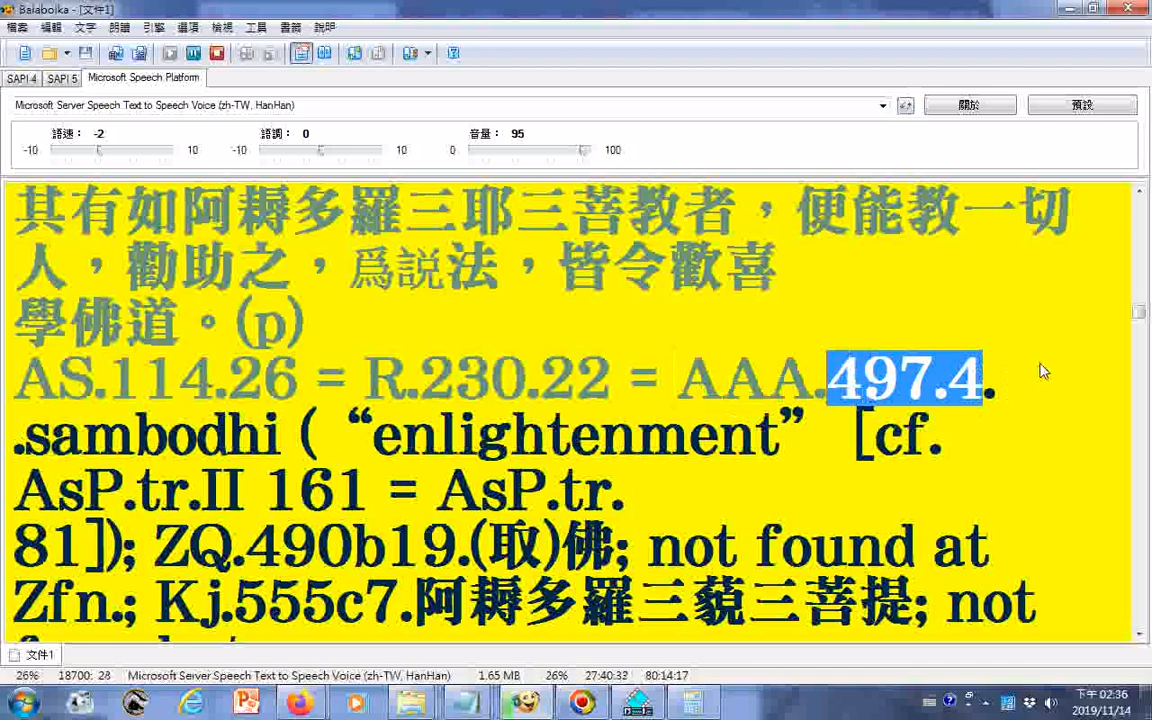 Balabolka - [文件1]
檔案 編輯 文字 朗讀 引擎 選項 檢視 工具 書籤 說明
SAPI 4 SAPI 5 Microsoft Speech Platform
Microsoft Server Speech Text to Speech Voice (zh-TW, HanHan)
關於 預設
語速： -2 語調： 0 音量： 95
-10 10 -10 10 0 100
其有如阿耨多羅三耶三菩教者，便能教一切
人，勸助之，爲説法，皆令歡喜
學佛道。(p)
AS.114.26 = R.230.22 = AAA.497.4.
.sambodhi (“enlightenment” [cf.
AsP.tr.II 161 = AsP.tr.
81]); ZQ.490b19.(取)佛; not found at
Zfn.; Kj.555c7.阿耨多羅三藐三菩提; not
文件1
26% 18700: 28 Microsoft Server Speech Text to Speech Voice (zh-TW, HanHan) 1.65 MB 26% 27:40:33 80:14:17
下午 02:36
2019/11/14